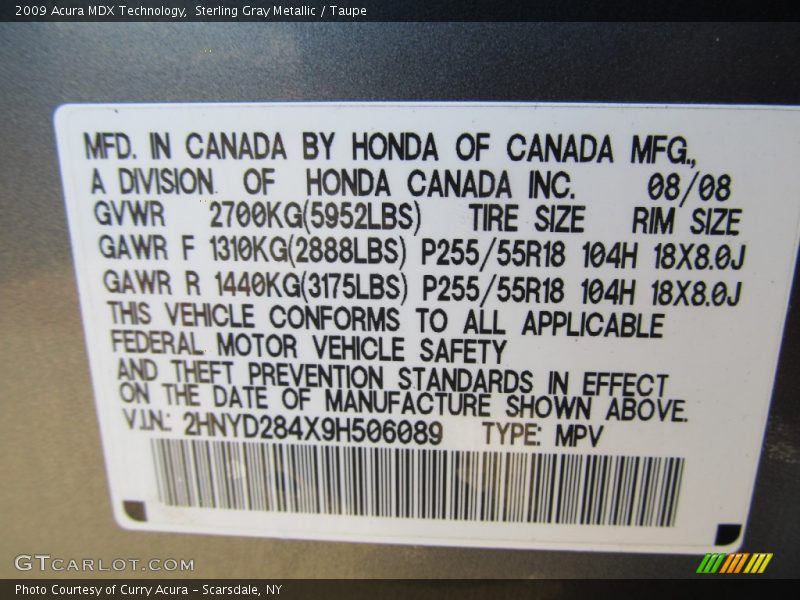 2009 Acura MDX Technology, Sterling Gray Metallic / Taupe
MFD. IN CANADA BY HONDA OF CANADA MFG.,
A DIVISION OF HONDA CANADA INC. 08/08
GVWR 2700KG(5952LBS) TIRE SIZE RIM SIZE
GAWR F 1310KG(2888LBS) P255/55R18 104H 18X8.0J
GAWR R 1440KG(3175LBS) P255/55R18 104H 18X8.0J
THIS VEHICLE CONFORMS TO ALL APPLICABLE
FEDERAL MOTOR VEHICLE SAFETY
AND THEFT PREVENTION STANDARDS IN EFFECT
ON THE DATE OF MANUFACTURE SHOWN ABOVE.
V.I.N.: 2HNYD284X9H506089 TYPE: MPV
GTCARLOT.COM
Photo Courtesy of Curry Acura - Scarsdale, NY